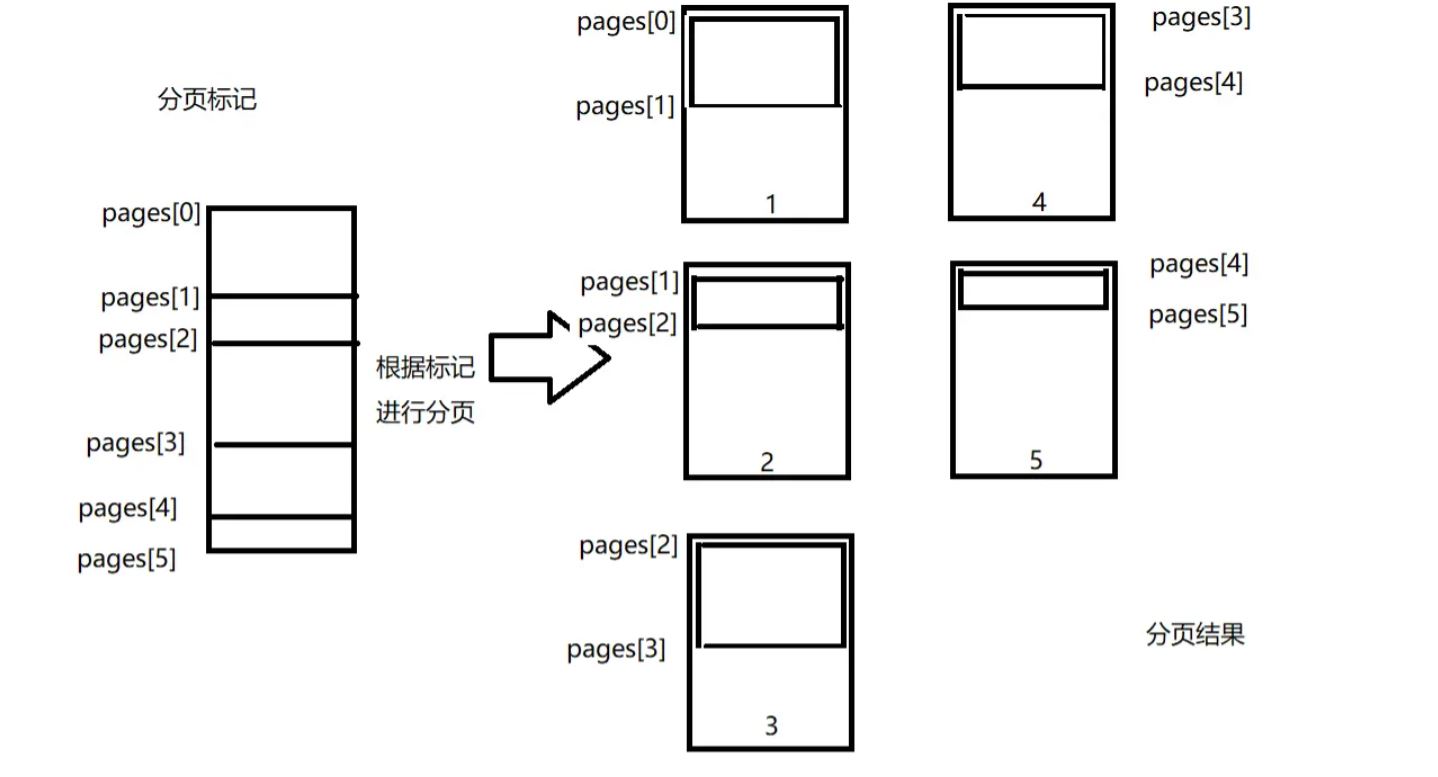 分页标记
pages[0]
pages[1]
pages[2]
pages[3]
pages[4]
pages[5]
根据标记
进行分页
pages[0]
pages[1]
1
pages[1]
pages[2]
2
pages[2]
pages[3]
3
pages[3]
pages[4]
4
pages[4]
pages[5]
5
分页结果